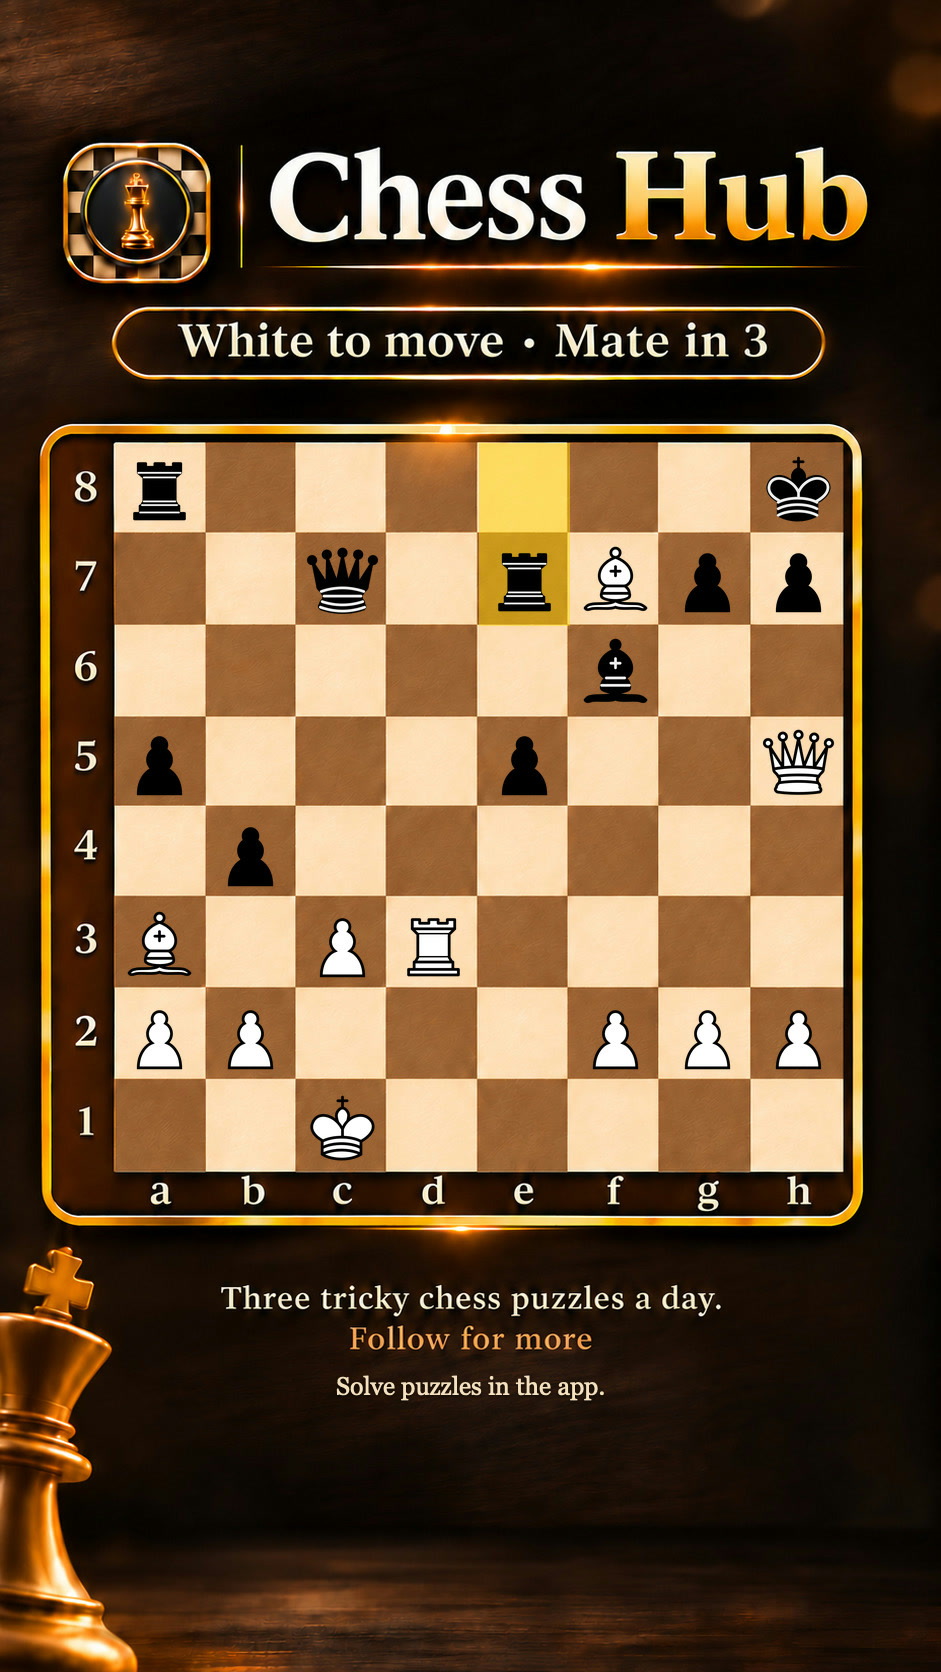 Chess Hub
White to move • Mate in 3
8
7
6
5
4
3
2
1
a b c d e f g h
Three tricky chess puzzles a day.
Follow for more
Solve puzzles in the app.